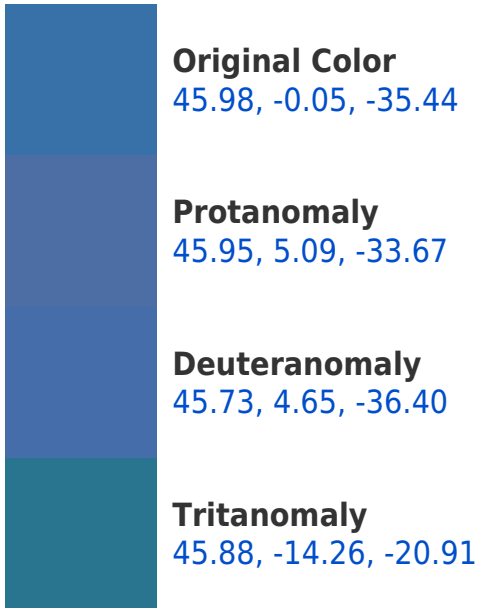 Original Color
45.98, -0.05, -35.44
Protanomaly
45.95, 5.09, -33.67
Deuteranomaly
45.73, 4.65, -36.40
Tritanomaly
45.88, -14.26, -20.91